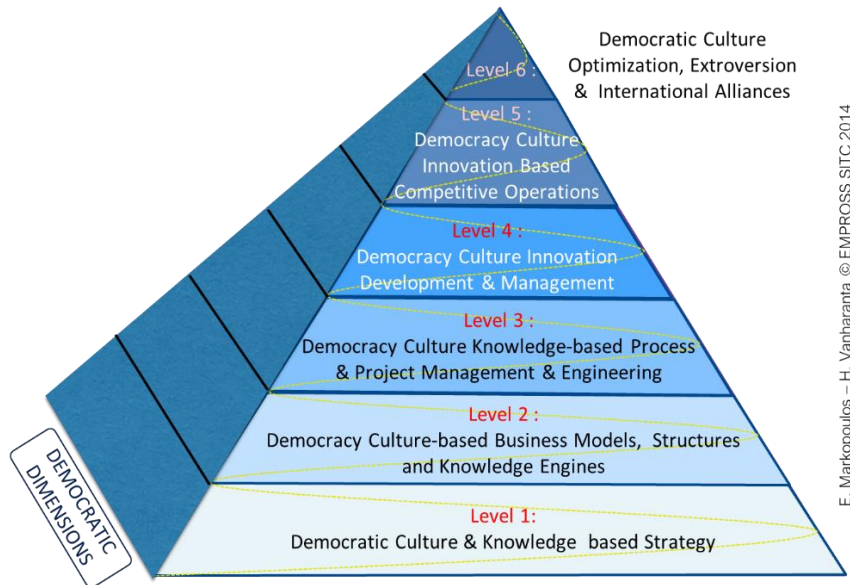 Democratic Culture
Optimization, Extroversion
& International Alliances
Level 6 :
Level 5 :
Democracy Culture
Innovation Based
Competitive Operations
Level 4 :
Democracy Culture Innovation
Development & Management
Level 3 :
Democracy Culture Knowledge-based Process
& Project Management & Engineering
Level 2 :
Democracy Culture-based Business Models, Structures
and Knowledge Engines
Level 1:
Democratic Culture & Knowledge based Strategy
DEMOCRATIC
DIMENSIONS
E. Markopoulos – H. Vanharanta © EMPROSS SITC 2014